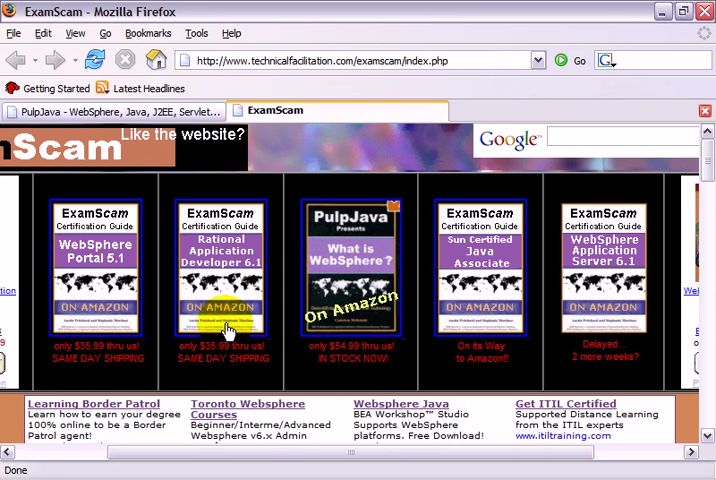 ExamScam - Mozilla Firefox
File Edit View Go Bookmarks Tools Help
http://www.technicalfacilitation.com/examscam/index.php
Go
G
Getting Started Latest Headlines
PulpJava - WebSphere, Java, J2EE, Servlet...
ExamScam
nScam
Like the website?
Google
ExamScam
Certification Guide
WebSphere
Portal 5.1
ON AMAZON
only $35.99 thru us!
SAME DAY SHIPPING
ExamScam
Certification Guide
Rational
Application
Developer 6.1
ON AMAZON
only $35.99 thru us!
SAME DAY SHIPPING
PulpJava
Presents
What is
WebSphere?
On Amazon
only $54.99 thru us!
IN STOCK NOW!
ExamScam
Certification Guide
Sun Certified
Java
Associate
ON AMAZON
On its Way
to Amazon!!
ExamScam
Certification Guide
WebSphere
Application
Server 6.1
ON AMAZON
Delayed...
2 more weeks?
Learning Border Patrol
Learn how to earn your degree
100% online to be a Border
Patrol agent!
Toronto Websphere
Courses
Beginner/Interme/Advanced
Websphere v6.x Admin
Websphere Java
BEA Workshop™ Studio
Supports WebSphere
platforms. Free Download!
Get ITIL Certified
Supported Distance Learning
from the ITIL experts
www.itiltraining.com
Done